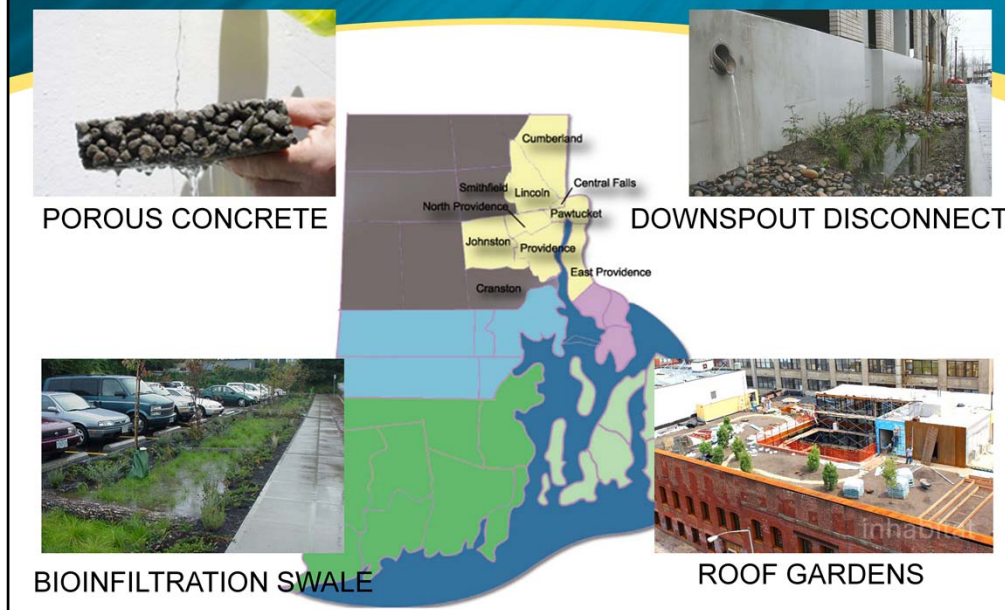 POROUS CONCRETE
DOWNSPOUT DISCONNECT
Cumberland
Smithfield
Lincoln
Central Falls
North Providence
Pawtucket
Johnston
Providence
East Providence
Cranston
inhabitat
BIOINFILTRATION SWALE
ROOF GARDENS